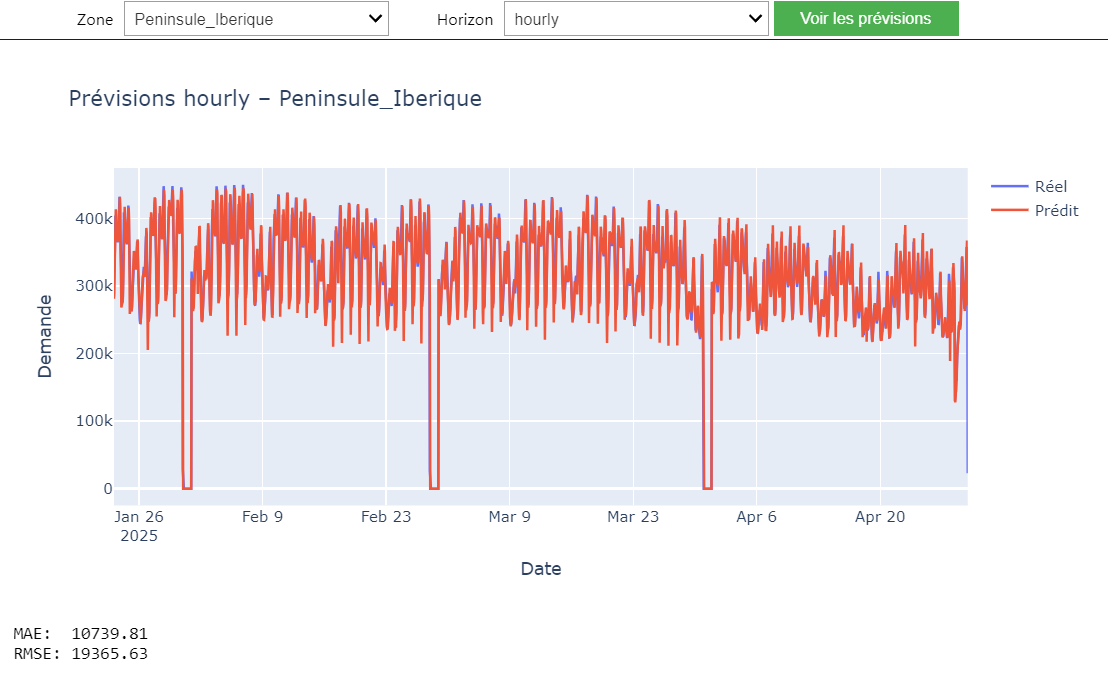 Zone Peninsule_Iberique Horizon hourly Voir les prévisions
Prévisions hourly – Peninsule_Iberique
Réel
Prédit
400k
300k
200k
100k
0
Demande
Jan 26 Feb 9 Feb 23 Mar 9 Mar 23 Apr 6 Apr 20
2025
Date
MAE: 10739.81
RMSE: 19365.63